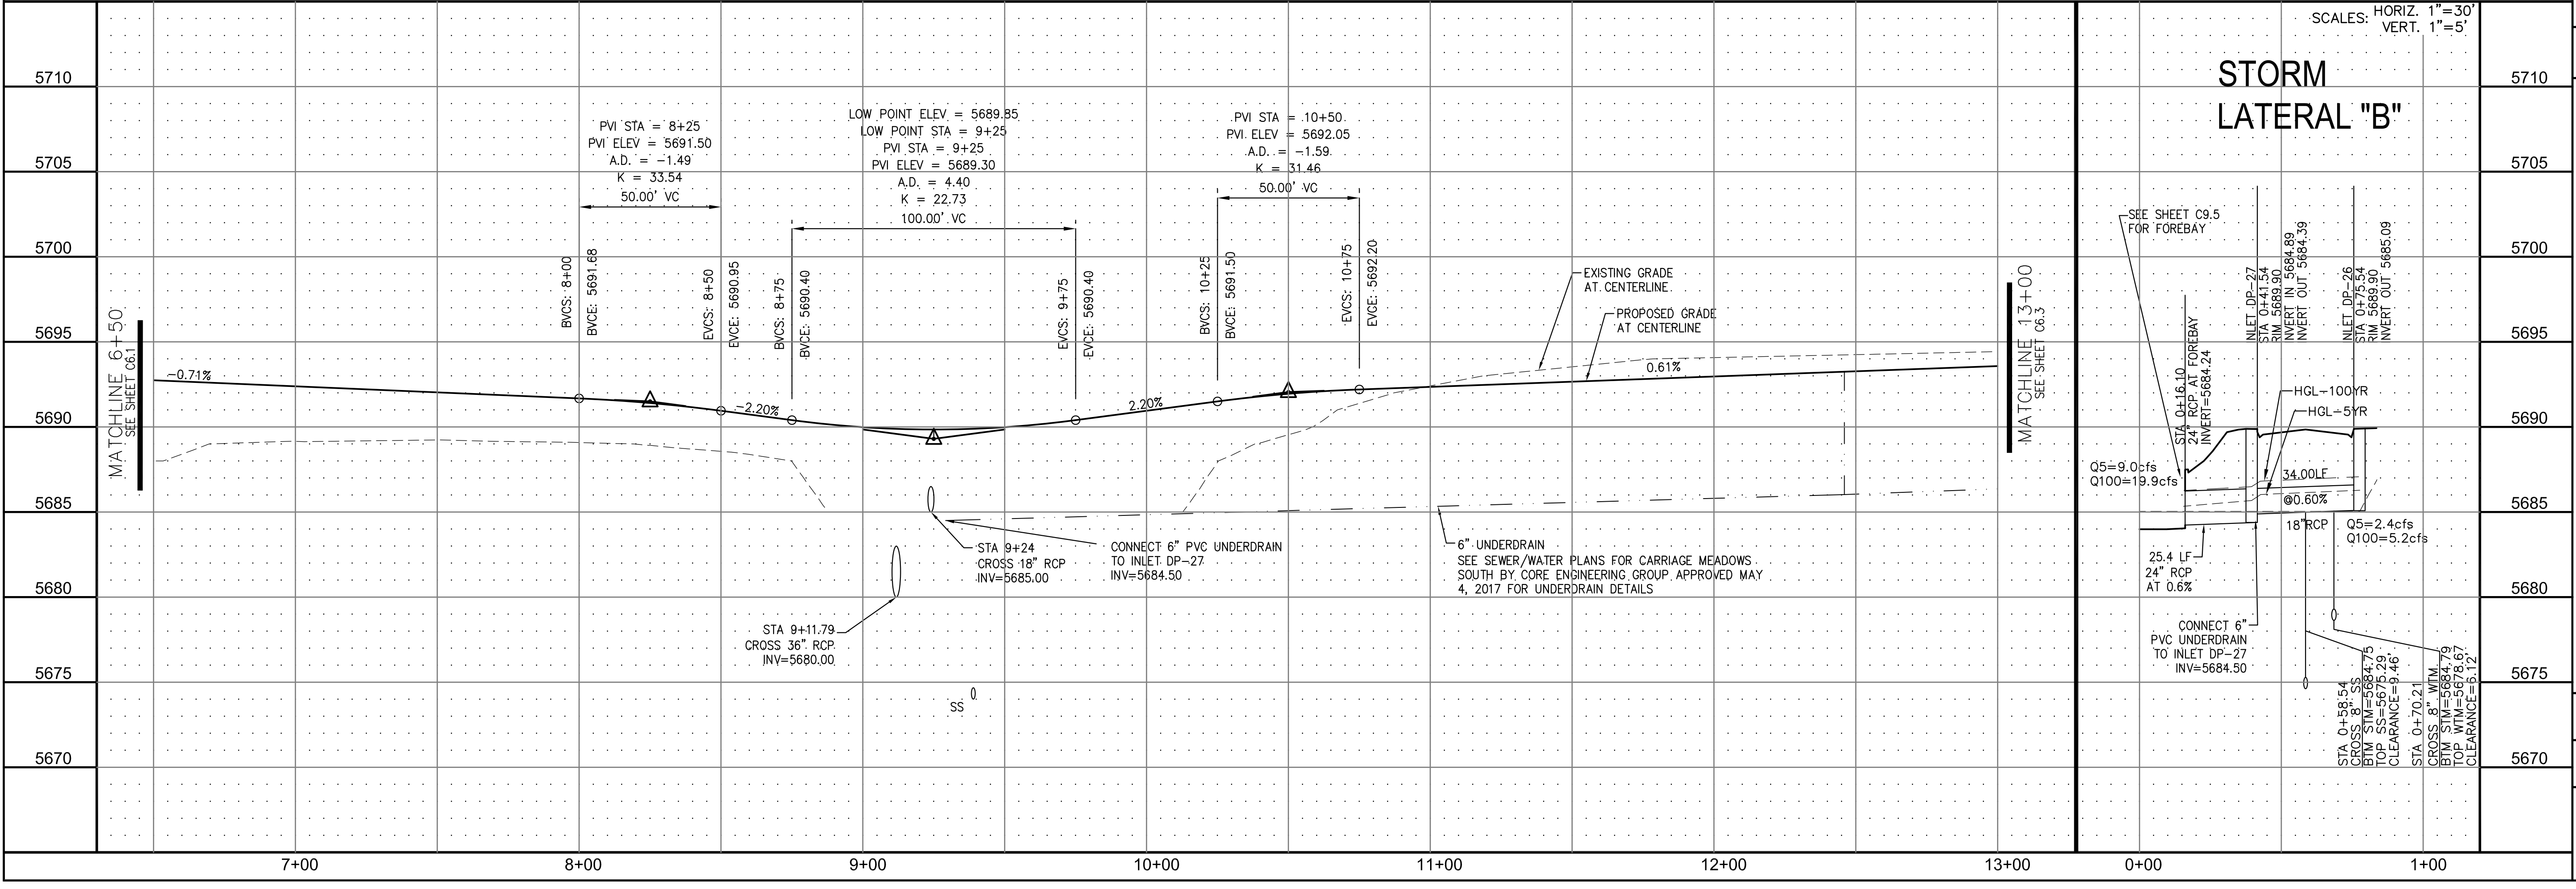 SCALES: HORIZ. 1"=30'
VERT. 1"=5'
STORM
LATERAL "B"
5710
5705
5700
5695
5690
5685
5680
5675
5670
MATCHLINE 6+50
SEE SHEET C6.1
-0.71%
PVI STA = 8+25
PVI ELEV = 5691.50
A.D. = -1.49
K = 33.54
50.00' VC
BVCS: 8+00
BVCE: 5691.68
EVCS: 8+50
EVCE: 5690.95
-2.20%
LOW POINT ELEV = 5689.85
LOW POINT STA = 9+25
PVI STA = 9+25
PVI ELEV = 5689.30
A.D. = 4.40
K = 22.73
100.00' VC
BVCS: 8+75
BVCE: 5690.40
EVCS: 9+75
EVCE: 5690.40
2.20%
PVI STA = 10+50
PVI ELEV = 5692.05
A.D. = -1.59
K = 31.46
50.00' VC
BVCS: 10+25
BVCE: 5691.50
EVCS: 10+75
EVCE: 5692.20
EXISTING GRADE
AT CENTERLINE
PROPOSED GRADE
AT CENTERLINE
0.61%
MATCHLINE 13+00
SEE SHEET C6.3
STA 9+24
CROSS 18" RCP
INV=5685.00
CONNECT 6" PVC UNDERDRAIN
TO INLET DP-27
INV=5684.50
6" UNDERDRAIN
SEE SEWER/WATER PLANS FOR CARRIAGE MEADOWS
SOUTH BY CORE ENGINEERING GROUP APPROVED MAY
4, 2017 FOR UNDERDRAIN DETAILS
STA 9+11.79
CROSS 36" RCP
INV=5680.00
SS
7+00
8+00
9+00
10+00
11+00
12+00
13+00
SEE SHEET C9.5
FOR FOREBAY
STA 0+16.10
24" RCP AT FOREBAY
INVERT=5684.24
INLET DP-27
STA 0+41.54
RIM 5689.90
INVERT IN 5684.89
INVERT OUT 5684.39
INLET DP-26
STA 0+75.54
RIM 5689.90
INVERT OUT 5685.09
HGL-100YR
HGL-5YR
Q5=9.0cfs
Q100=19.9cfs
34.00LF
@0.60%
18"RCP
Q5=2.4cfs
Q100=5.2cfs
25.4 LF
24" RCP
AT 0.6%
CONNECT 6"
PVC UNDERDRAIN
TO INLET DP-27
INV=5684.50
STA 0+58.54
CROSS 8" SS
BTM STM=5684.75
TOP SS=5675.29
CLEARANCE=9.46'
STA 0+70.21
CROSS 8" WTM
BTM STM=5684.79
TOP WTM=5678.67
CLEARANCE=6.12'
5710
5705
5700
5695
5690
5685
5680
5675
5670
0+00
1+00